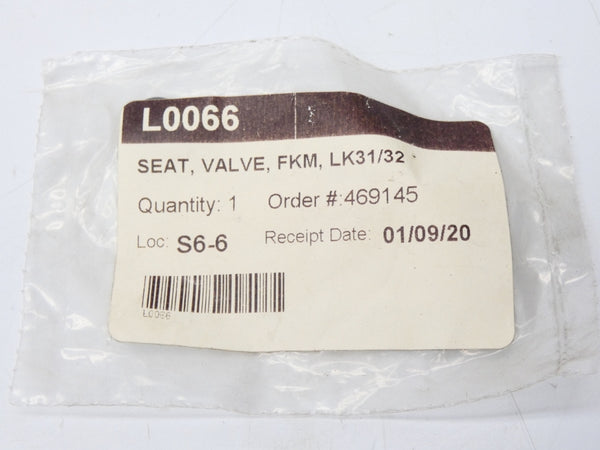 L0066
SEAT, VALVE, FKM, LK31/32
Quantity: 1 Order #:469145
Loc: S6-6 Receipt Date: 01/09/20
L0066